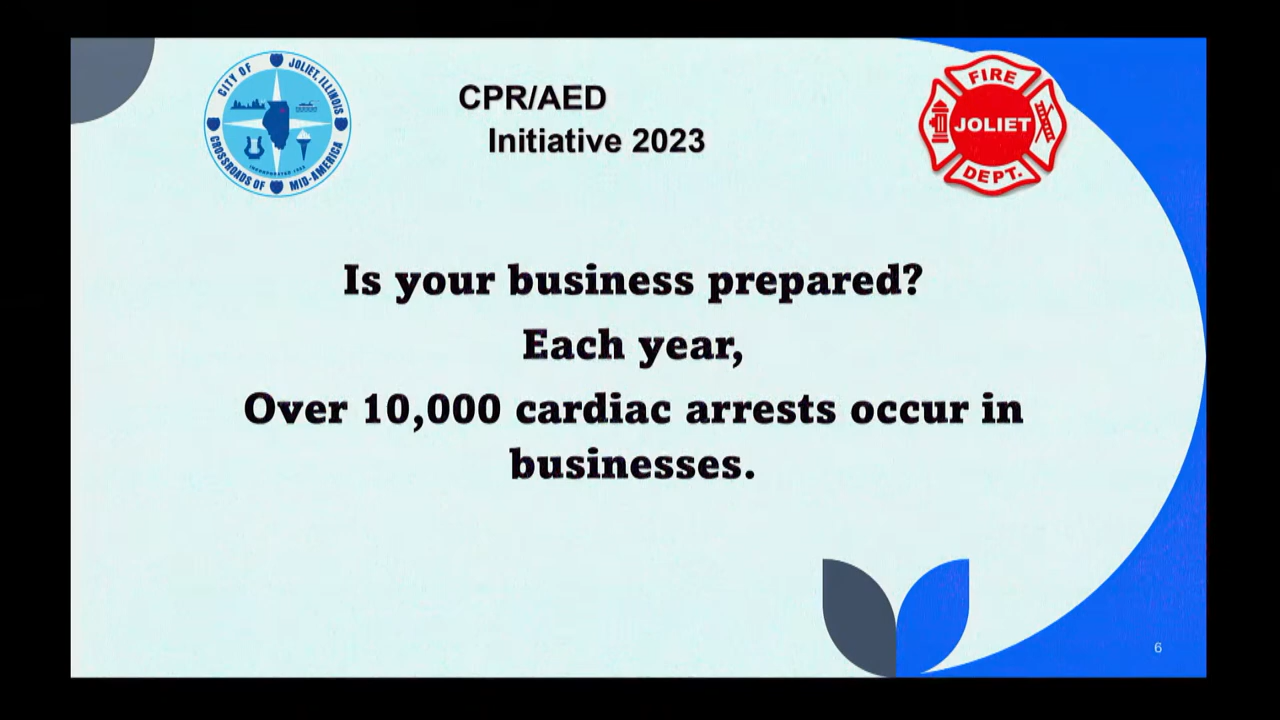 CITY OF JOLIET, ILLINOIS
CROSSROADS OF MID-AMERICA
CPR/AED
Initiative 2023
FIRE
JOLIET
DEPT.
Is your business prepared?
Each year,
Over 10,000 cardiac arrests occur in
businesses.
6